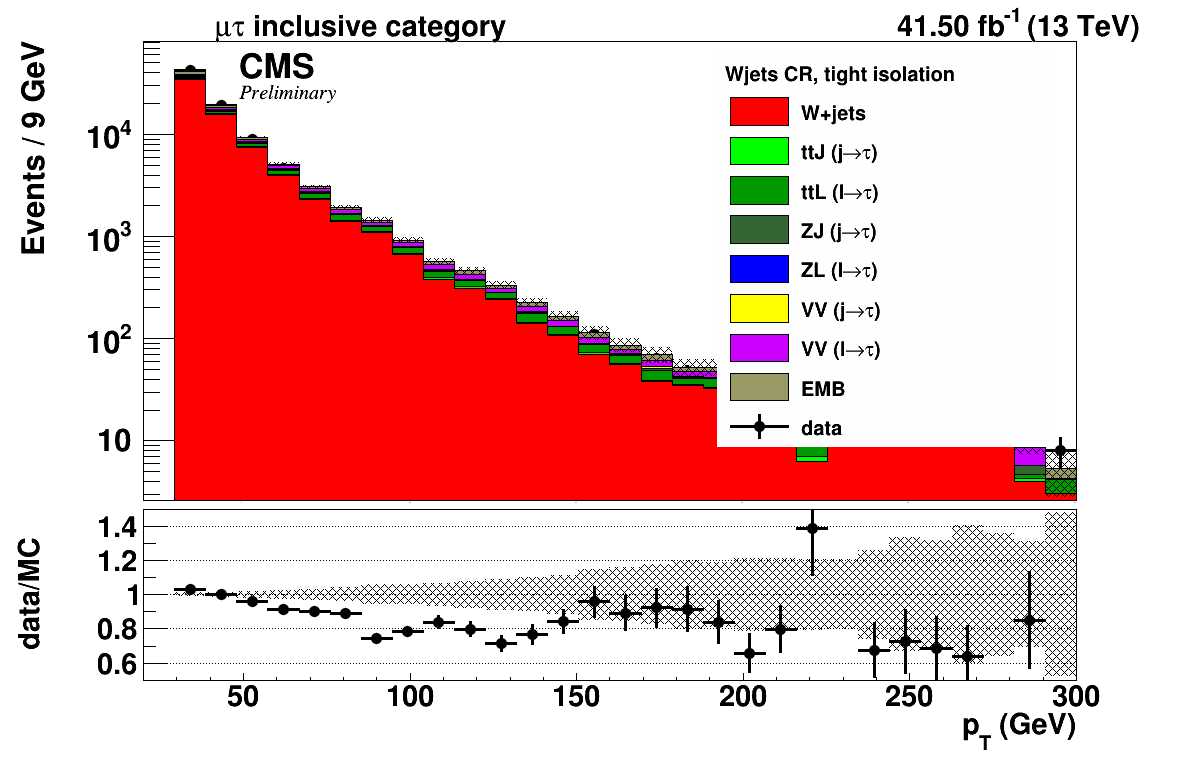 μτ inclusive category
41.50 fb-1 (13 TeV)
Events / 9 GeV
CMS
Preliminary
Wjets CR, tight isolation
W+jets
ttJ (j→τ)
ttL (l→τ)
ZJ (j→τ)
ZL (l→τ)
VV (j→τ)
VV (l→τ)
EMB
data
10^4
10^3
10^2
10
data/MC
1.4
1.2
1
0.8
0.6
50 100 150 200 250 300
p_T (GeV)